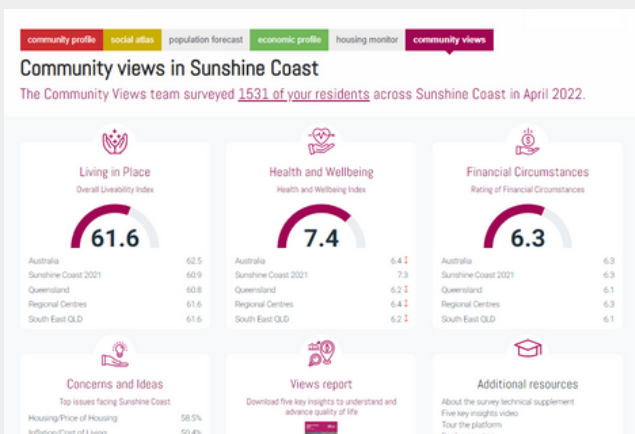 community profile social atlas population forecast economic profile housing monitor community views
Community views in Sunshine Coast
The Community Views team surveyed 1531 of your residents across Sunshine Coast in April 2022.
Living in Place
Overall Liveability Index
61.6
Australia 62.5
Sunshine Coast 2021 60.9
Queensland 60.8
Regional Centres 61.6
South East QLD 61.6
Health and Wellbeing
Health and Wellbeing Index
7.4
Australia 6.4
Sunshine Coast 2021 7.3
Queensland 6.2
Regional Centres 6.4
South East QLD 6.2
Financial Circumstances
Rating of Financial Circumstances
6.3
Australia 6.3
Sunshine Coast 2021 6.3
Queensland 6.1
Regional Centres 6.3
South East QLD 6.1
Concerns and Ideas
Top issues facing Sunshine Coast
Housing/Price of Housing 58.5%
Inflation/Cost of Living 50.4%
Views report
Download five key insights to understand and
advance quality of life
Additional resources
About the survey technical supplement
Five key insights video
Tour the platform